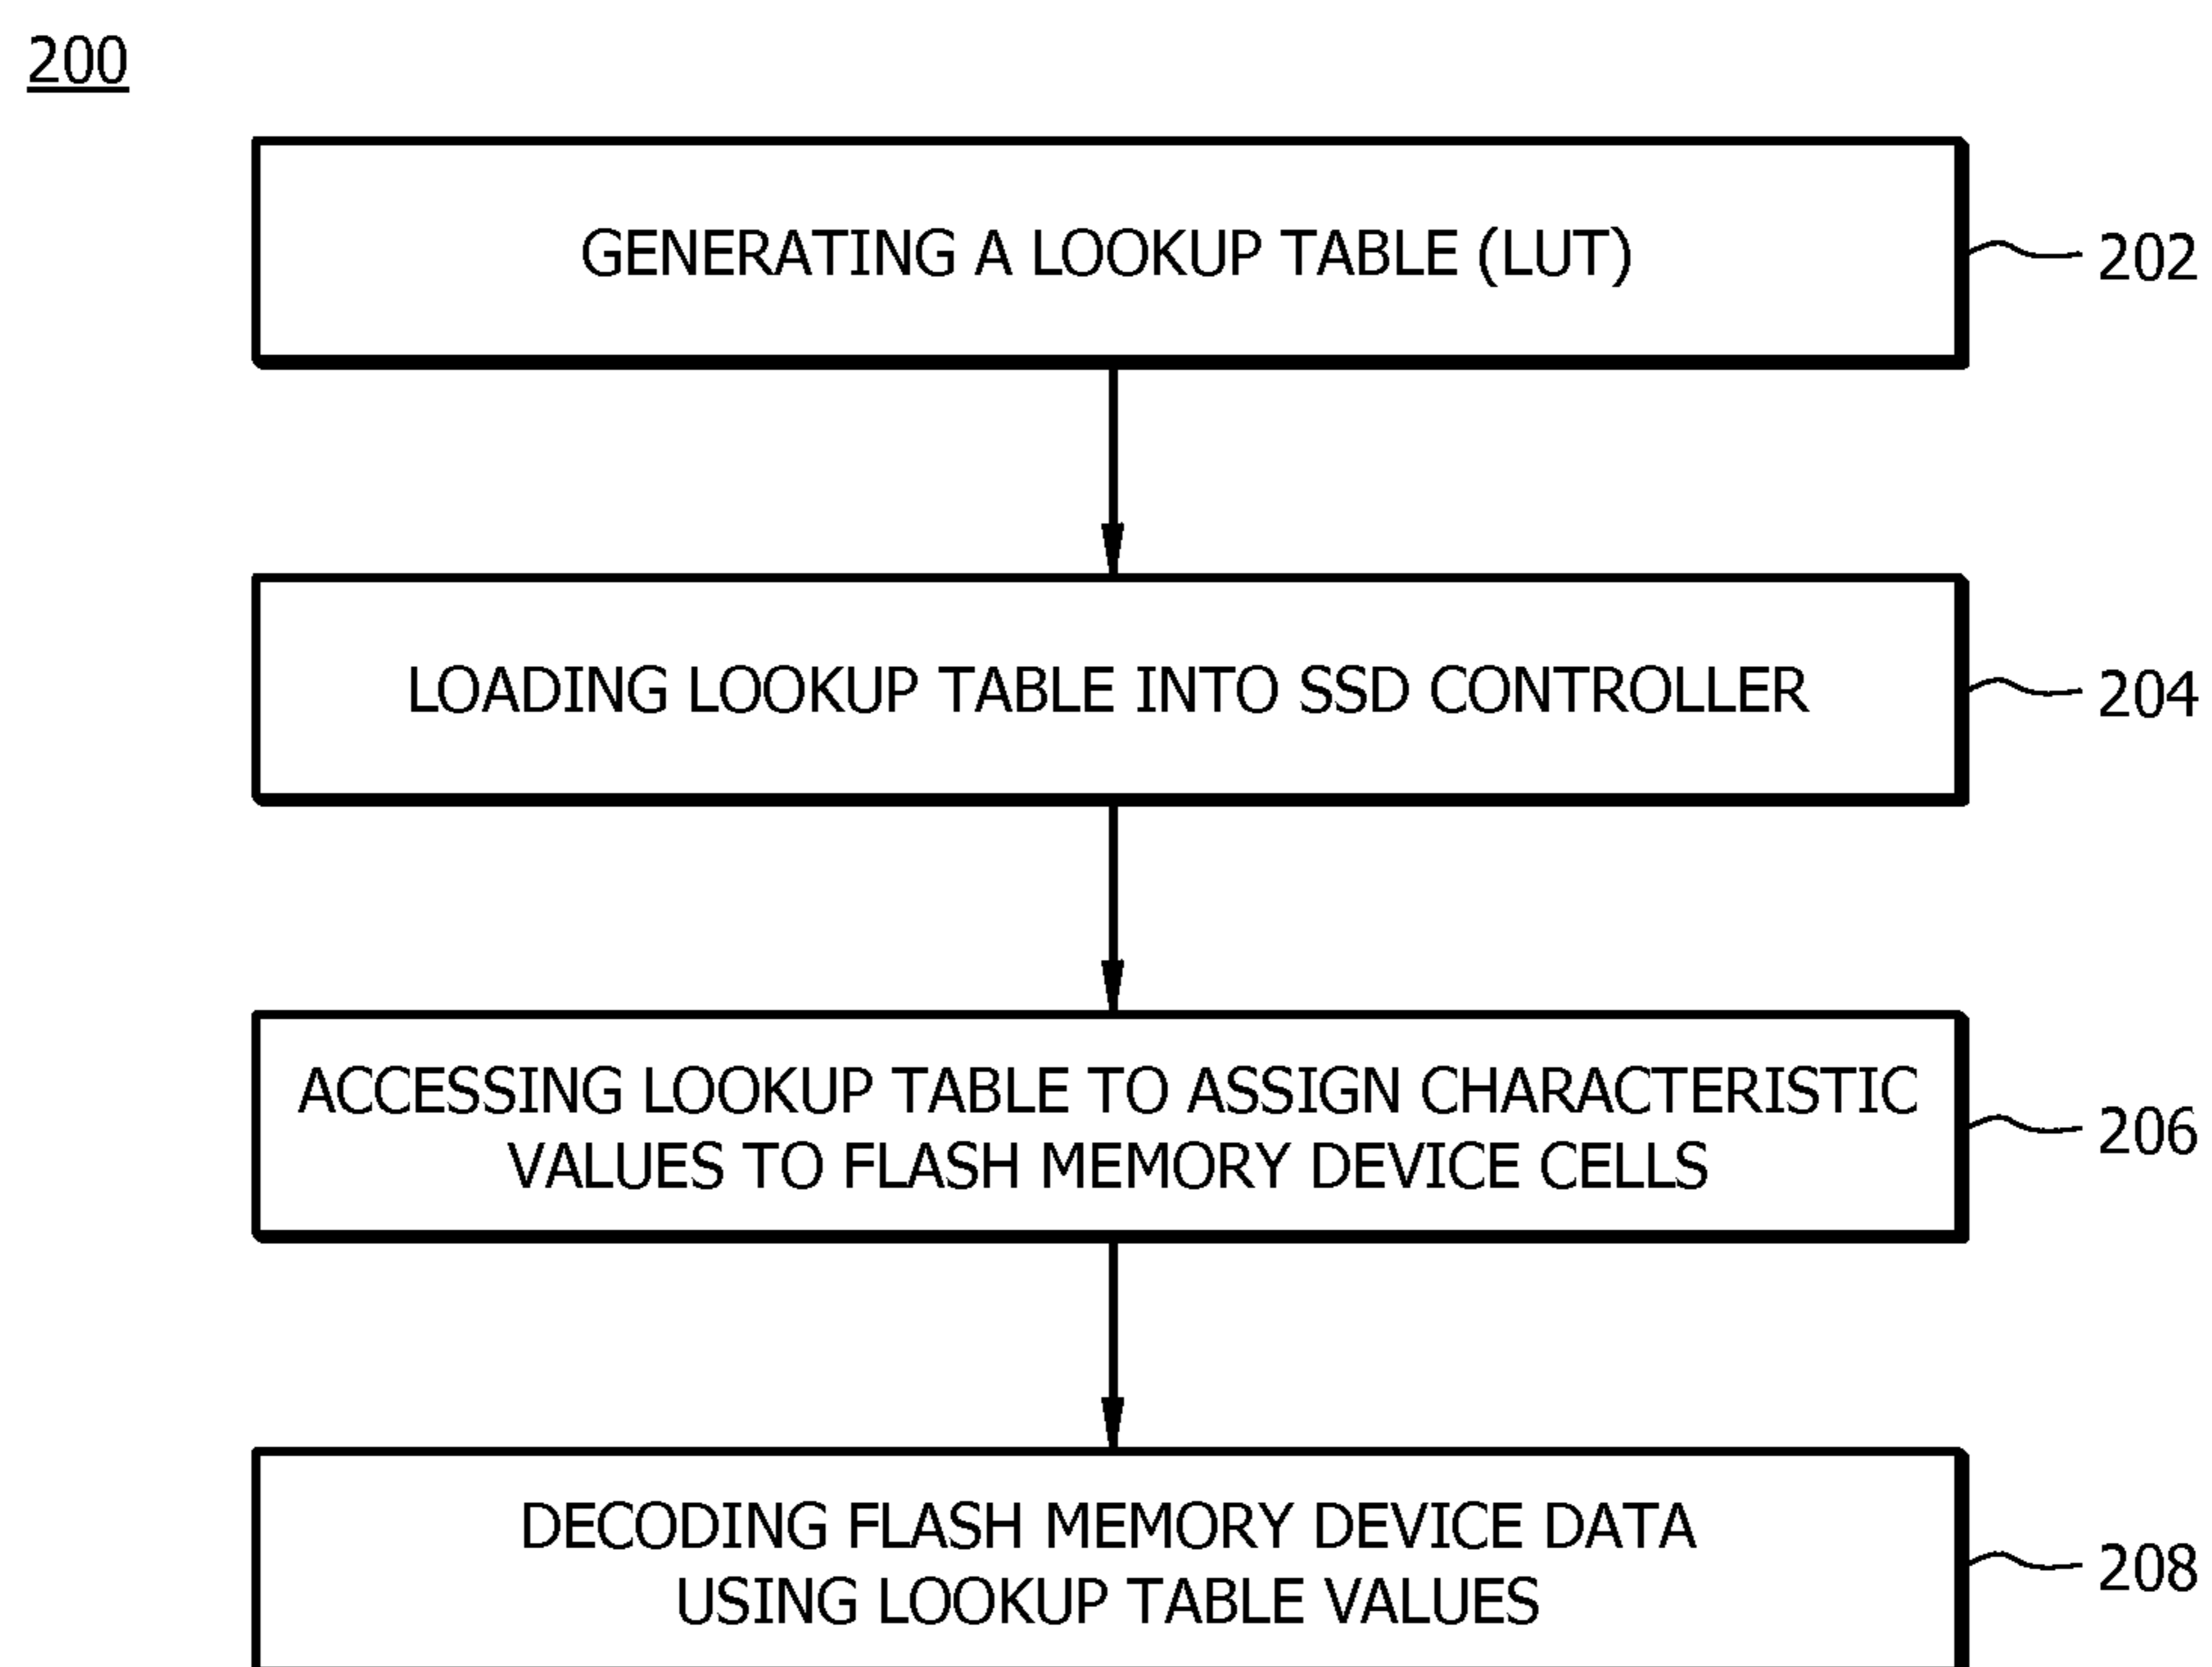 200
GENERATING A LOOKUP TABLE (LUT)
202
LOADING LOOKUP TABLE INTO SSD CONTROLLER
204
ACCESSING LOOKUP TABLE TO ASSIGN CHARACTERISTIC
VALUES TO FLASH MEMORY DEVICE CELLS
206
DECODING FLASH MEMORY DEVICE DATA
USING LOOKUP TABLE VALUES
208